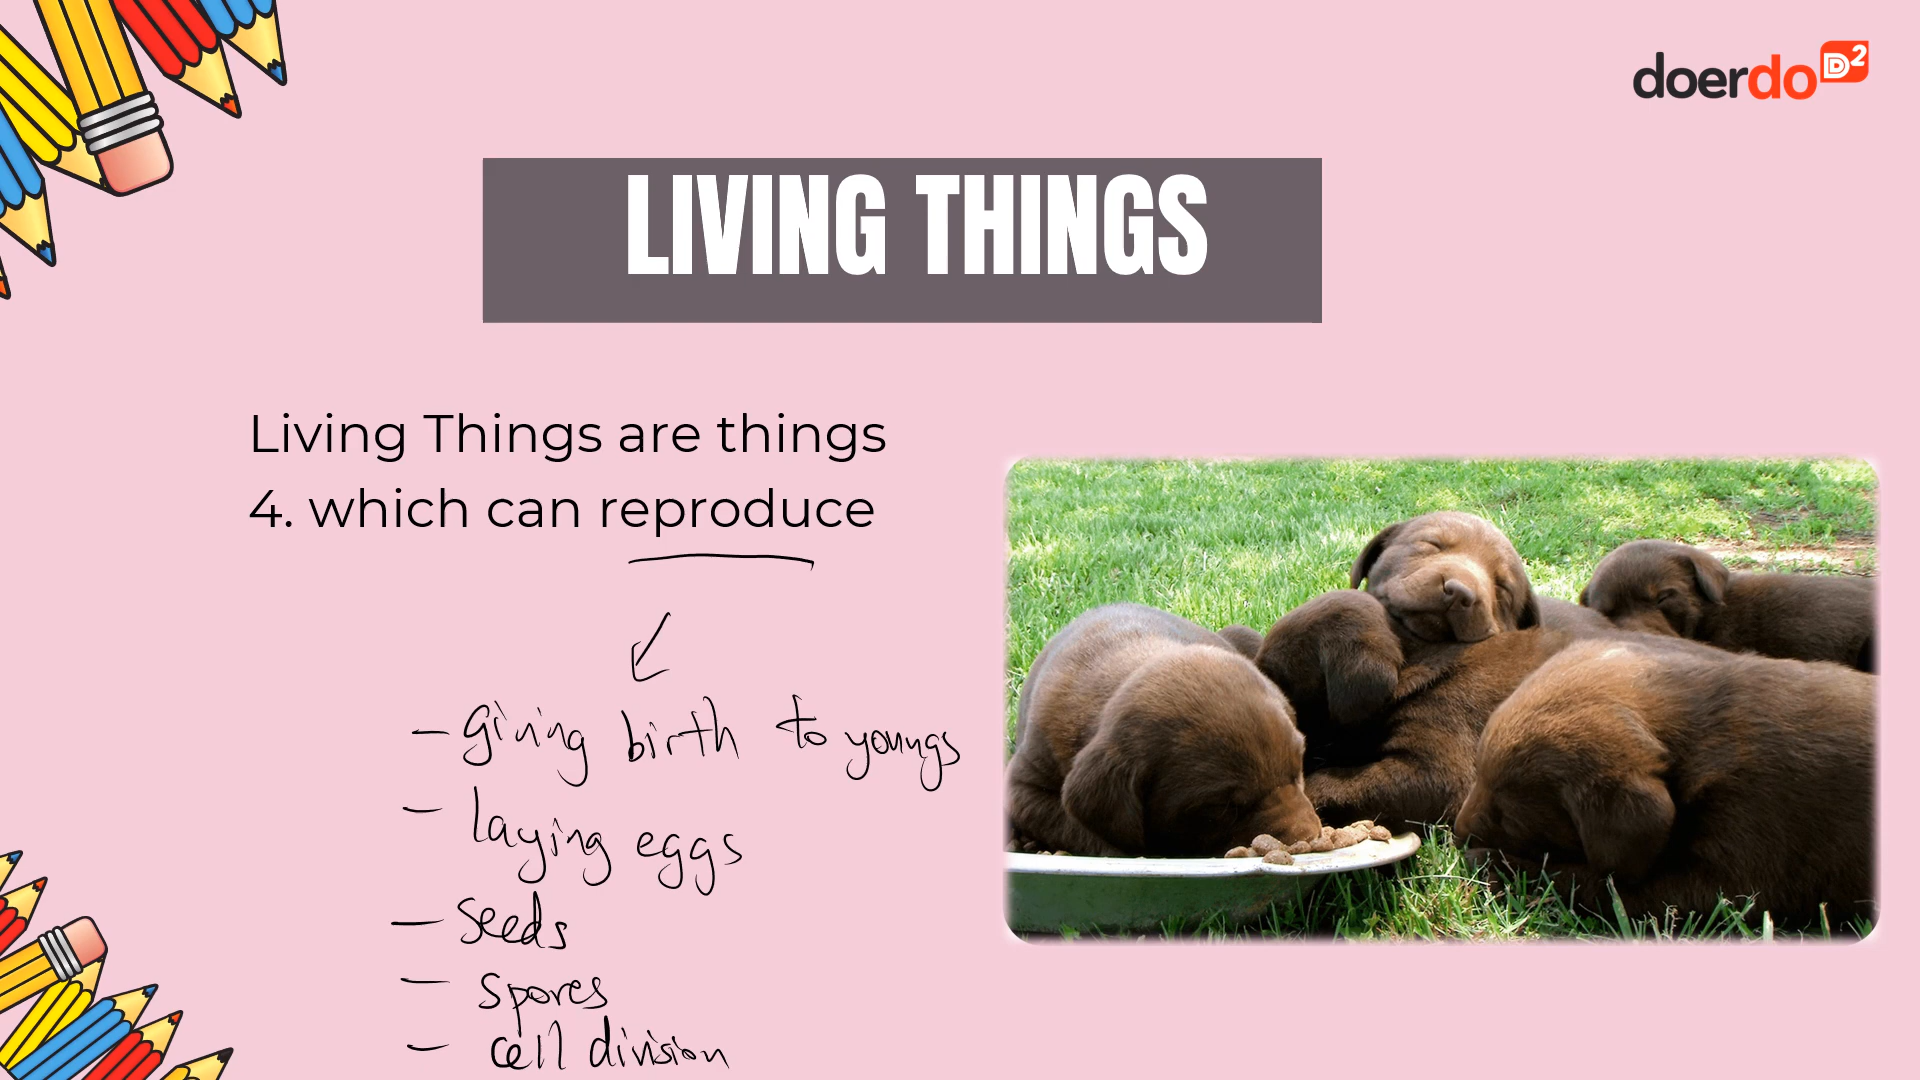 doerdo D²
LIVING THINGS
Living Things are things
4. which can reproduce
- giving birth to youngs
- laying eggs
- seeds
- spores
- cell division